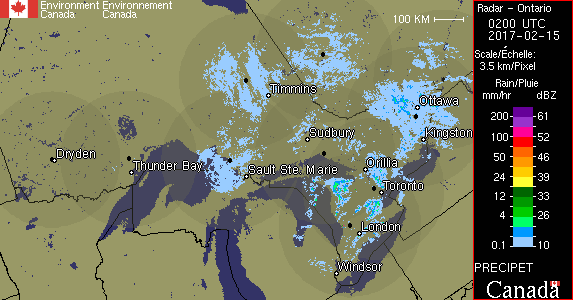 Environment Environnement
Canada Canada
100 KM
Timmins
Ottawa
Sudbury
Kingston
Dryden
Thunder Bay
Sault Ste. Marie
Orillia
Toronto
London
Windsor
Radar - Ontario
0200 UTC
2017-02-15
Scale/Échelle:
3.5 km/Pixel
Rain/Pluie
mm/hr dBZ
200 61
100 52
50 46
24 39
12 33
4 26
0.1 10
PRECIPET
Canada